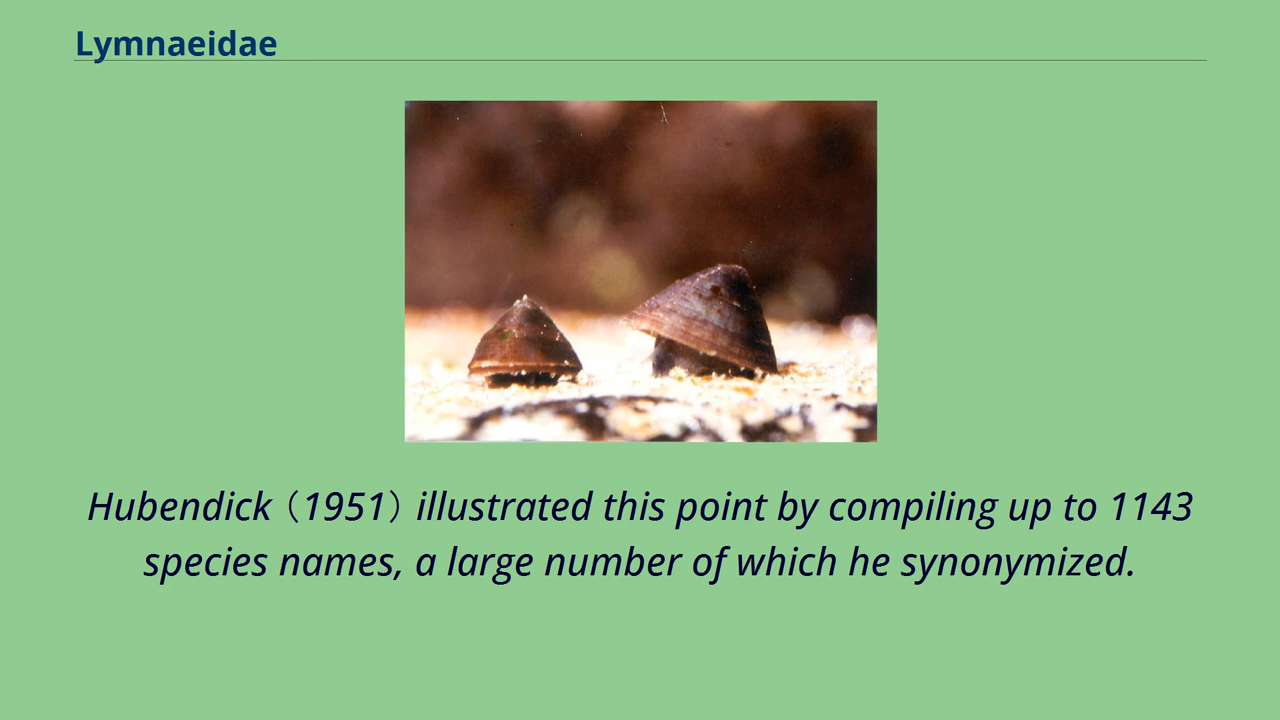 Lymnaeidae
Hubendick（1951）illustrated this point by compiling up to 1143
species names, a large number of which he synonymized.